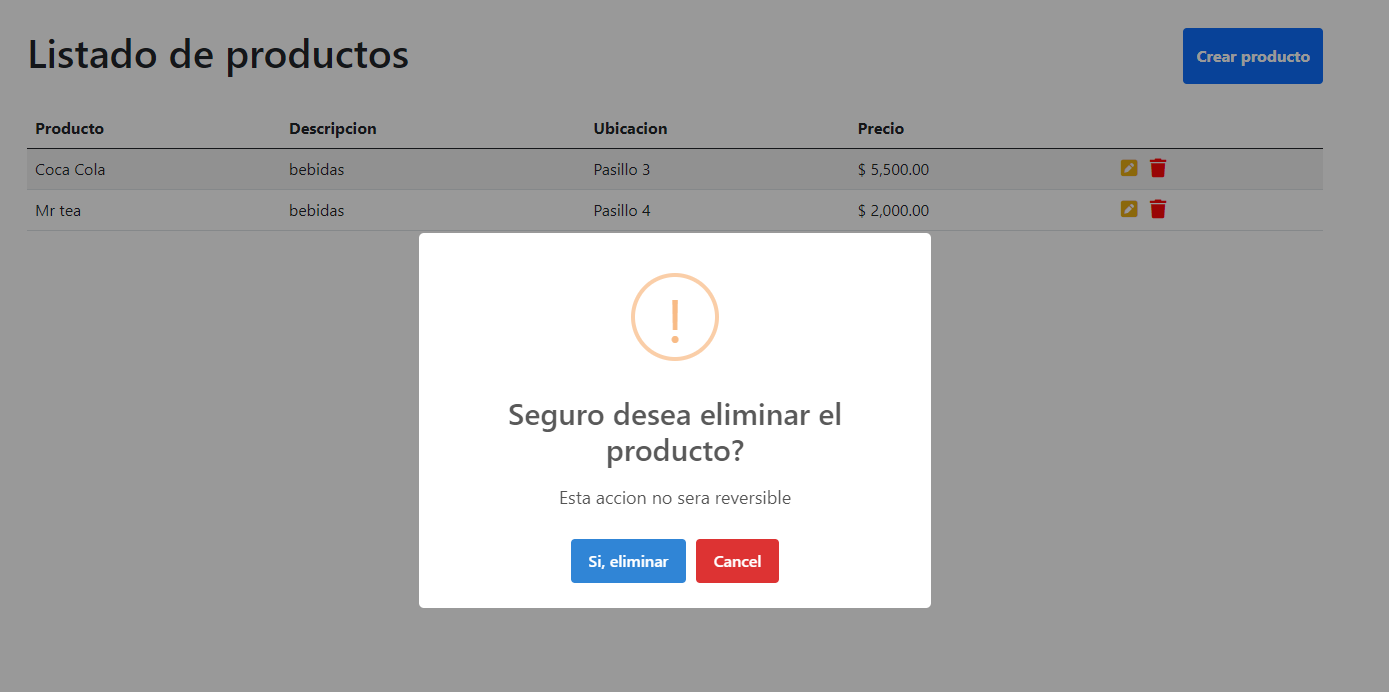 Listado de productos
Crear producto
Producto Descripcion Ubicacion Precio
Coca Cola bebidas Pasillo 3 $ 5,500.00
Mr tea bebidas Pasillo 4 $ 2,000.00
!
Seguro desea eliminar el
producto?
Esta accion no sera reversible
Si, eliminar Cancel